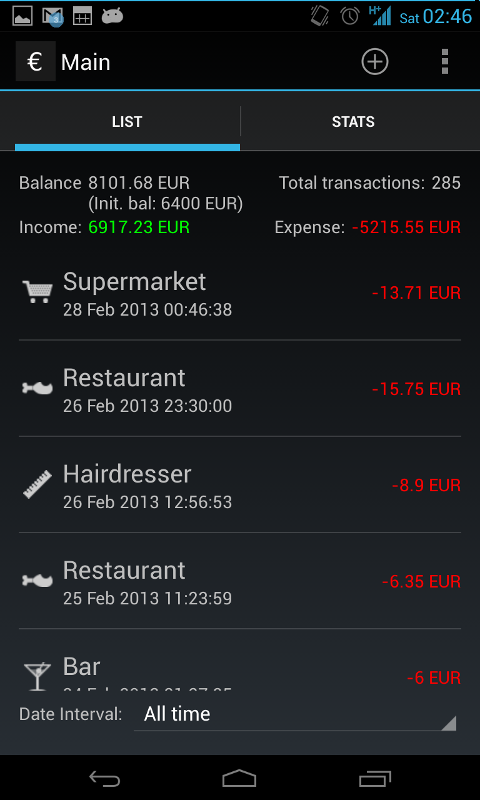 H+ Sat 02:46
€ Main
LIST STATS
Balance 8101.68 EUR Total transactions: 285
(Init. bal: 6400 EUR)
Income: 6917.23 EUR Expense: -5215.55 EUR
Supermarket
28 Feb 2013 00:46:38 -13.71 EUR
Restaurant
26 Feb 2013 23:30:00 -15.75 EUR
Hairdresser
26 Feb 2013 12:56:53 -8.9 EUR
Restaurant
25 Feb 2013 11:23:59 -6.35 EUR
Bar
-6 EUR
Date Interval: All time